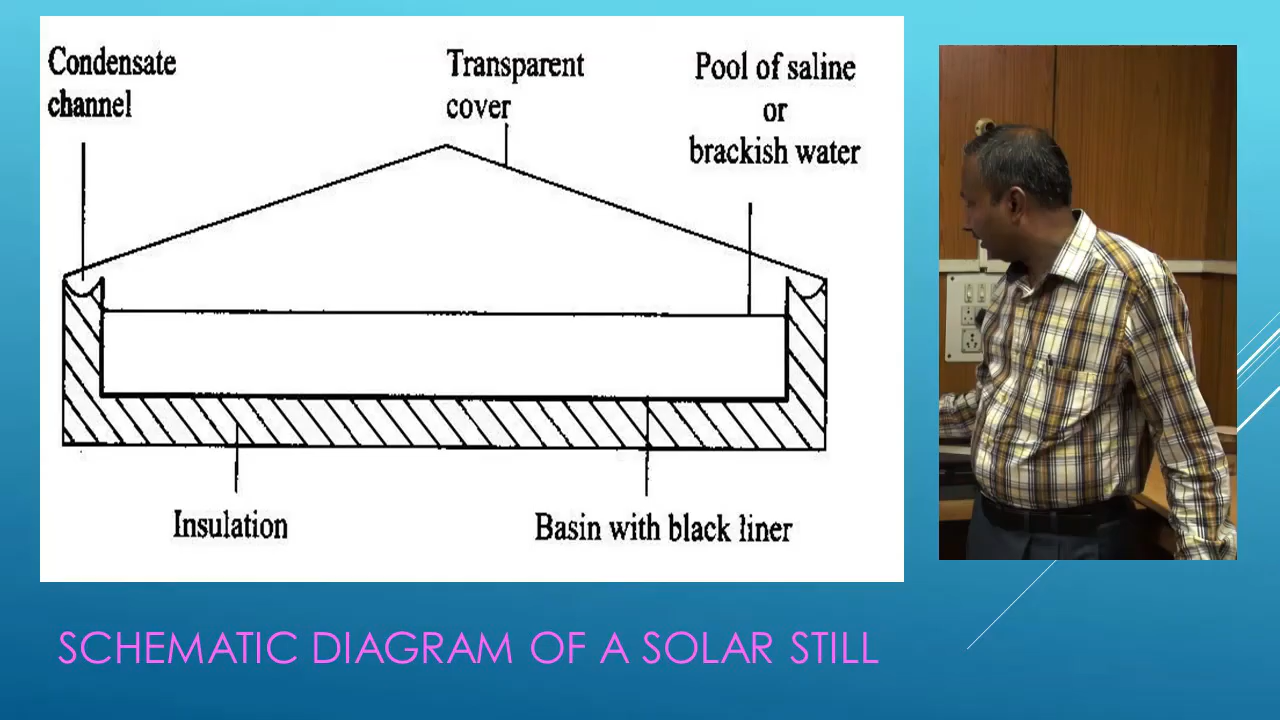 Condensate
channel
Transparent
cover
Pool of saline
or
brackish water
Insulation
Basin with black liner
SCHEMATIC DIAGRAM OF A SOLAR STILL